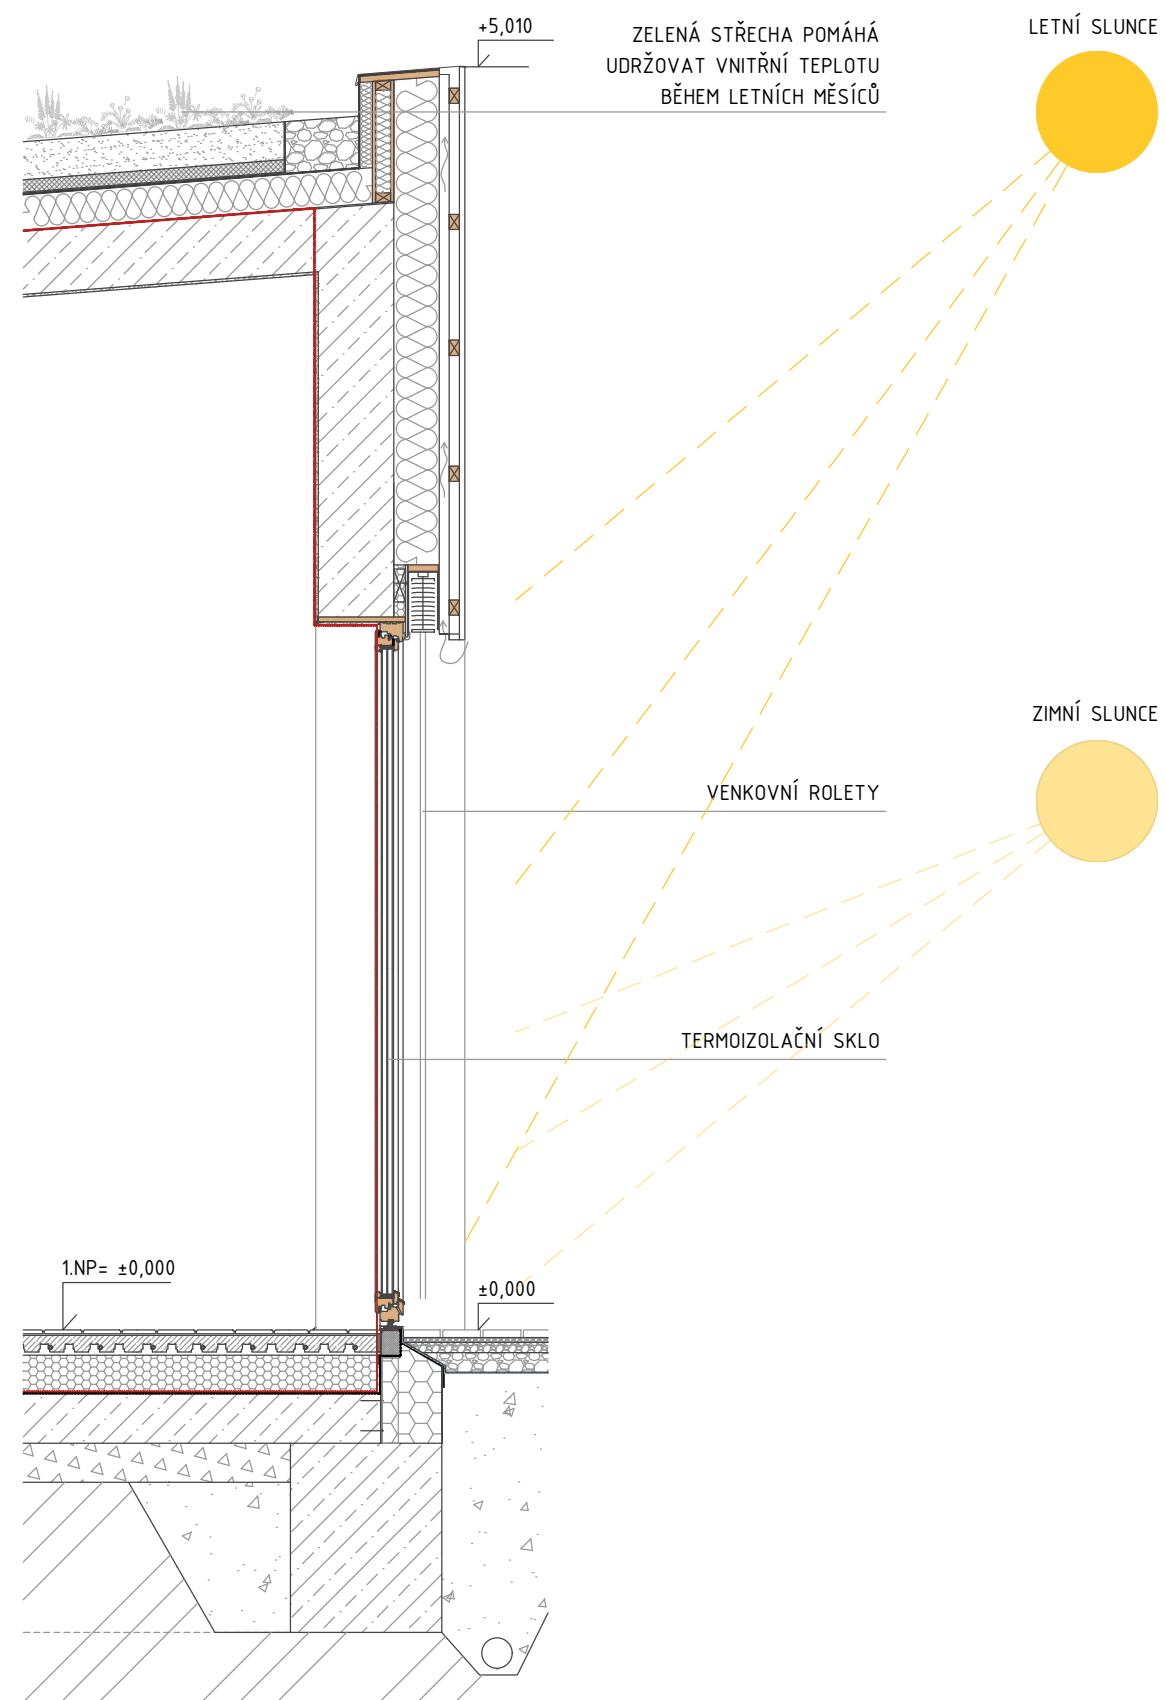 +5,010
ZELENÁ STŘECHA POMÁHÁ
UDRŽOVAT VNITŘNÍ TEPLOTU
BĚHEM LETNÍCH MĚSÍCŮ
LETNÍ SLUNCE
ZIMNÍ SLUNCE
VENKOVNÍ ROLETY
TERMOIZOLAČNÍ SKLO
1.NP= ±0,000
±0,000